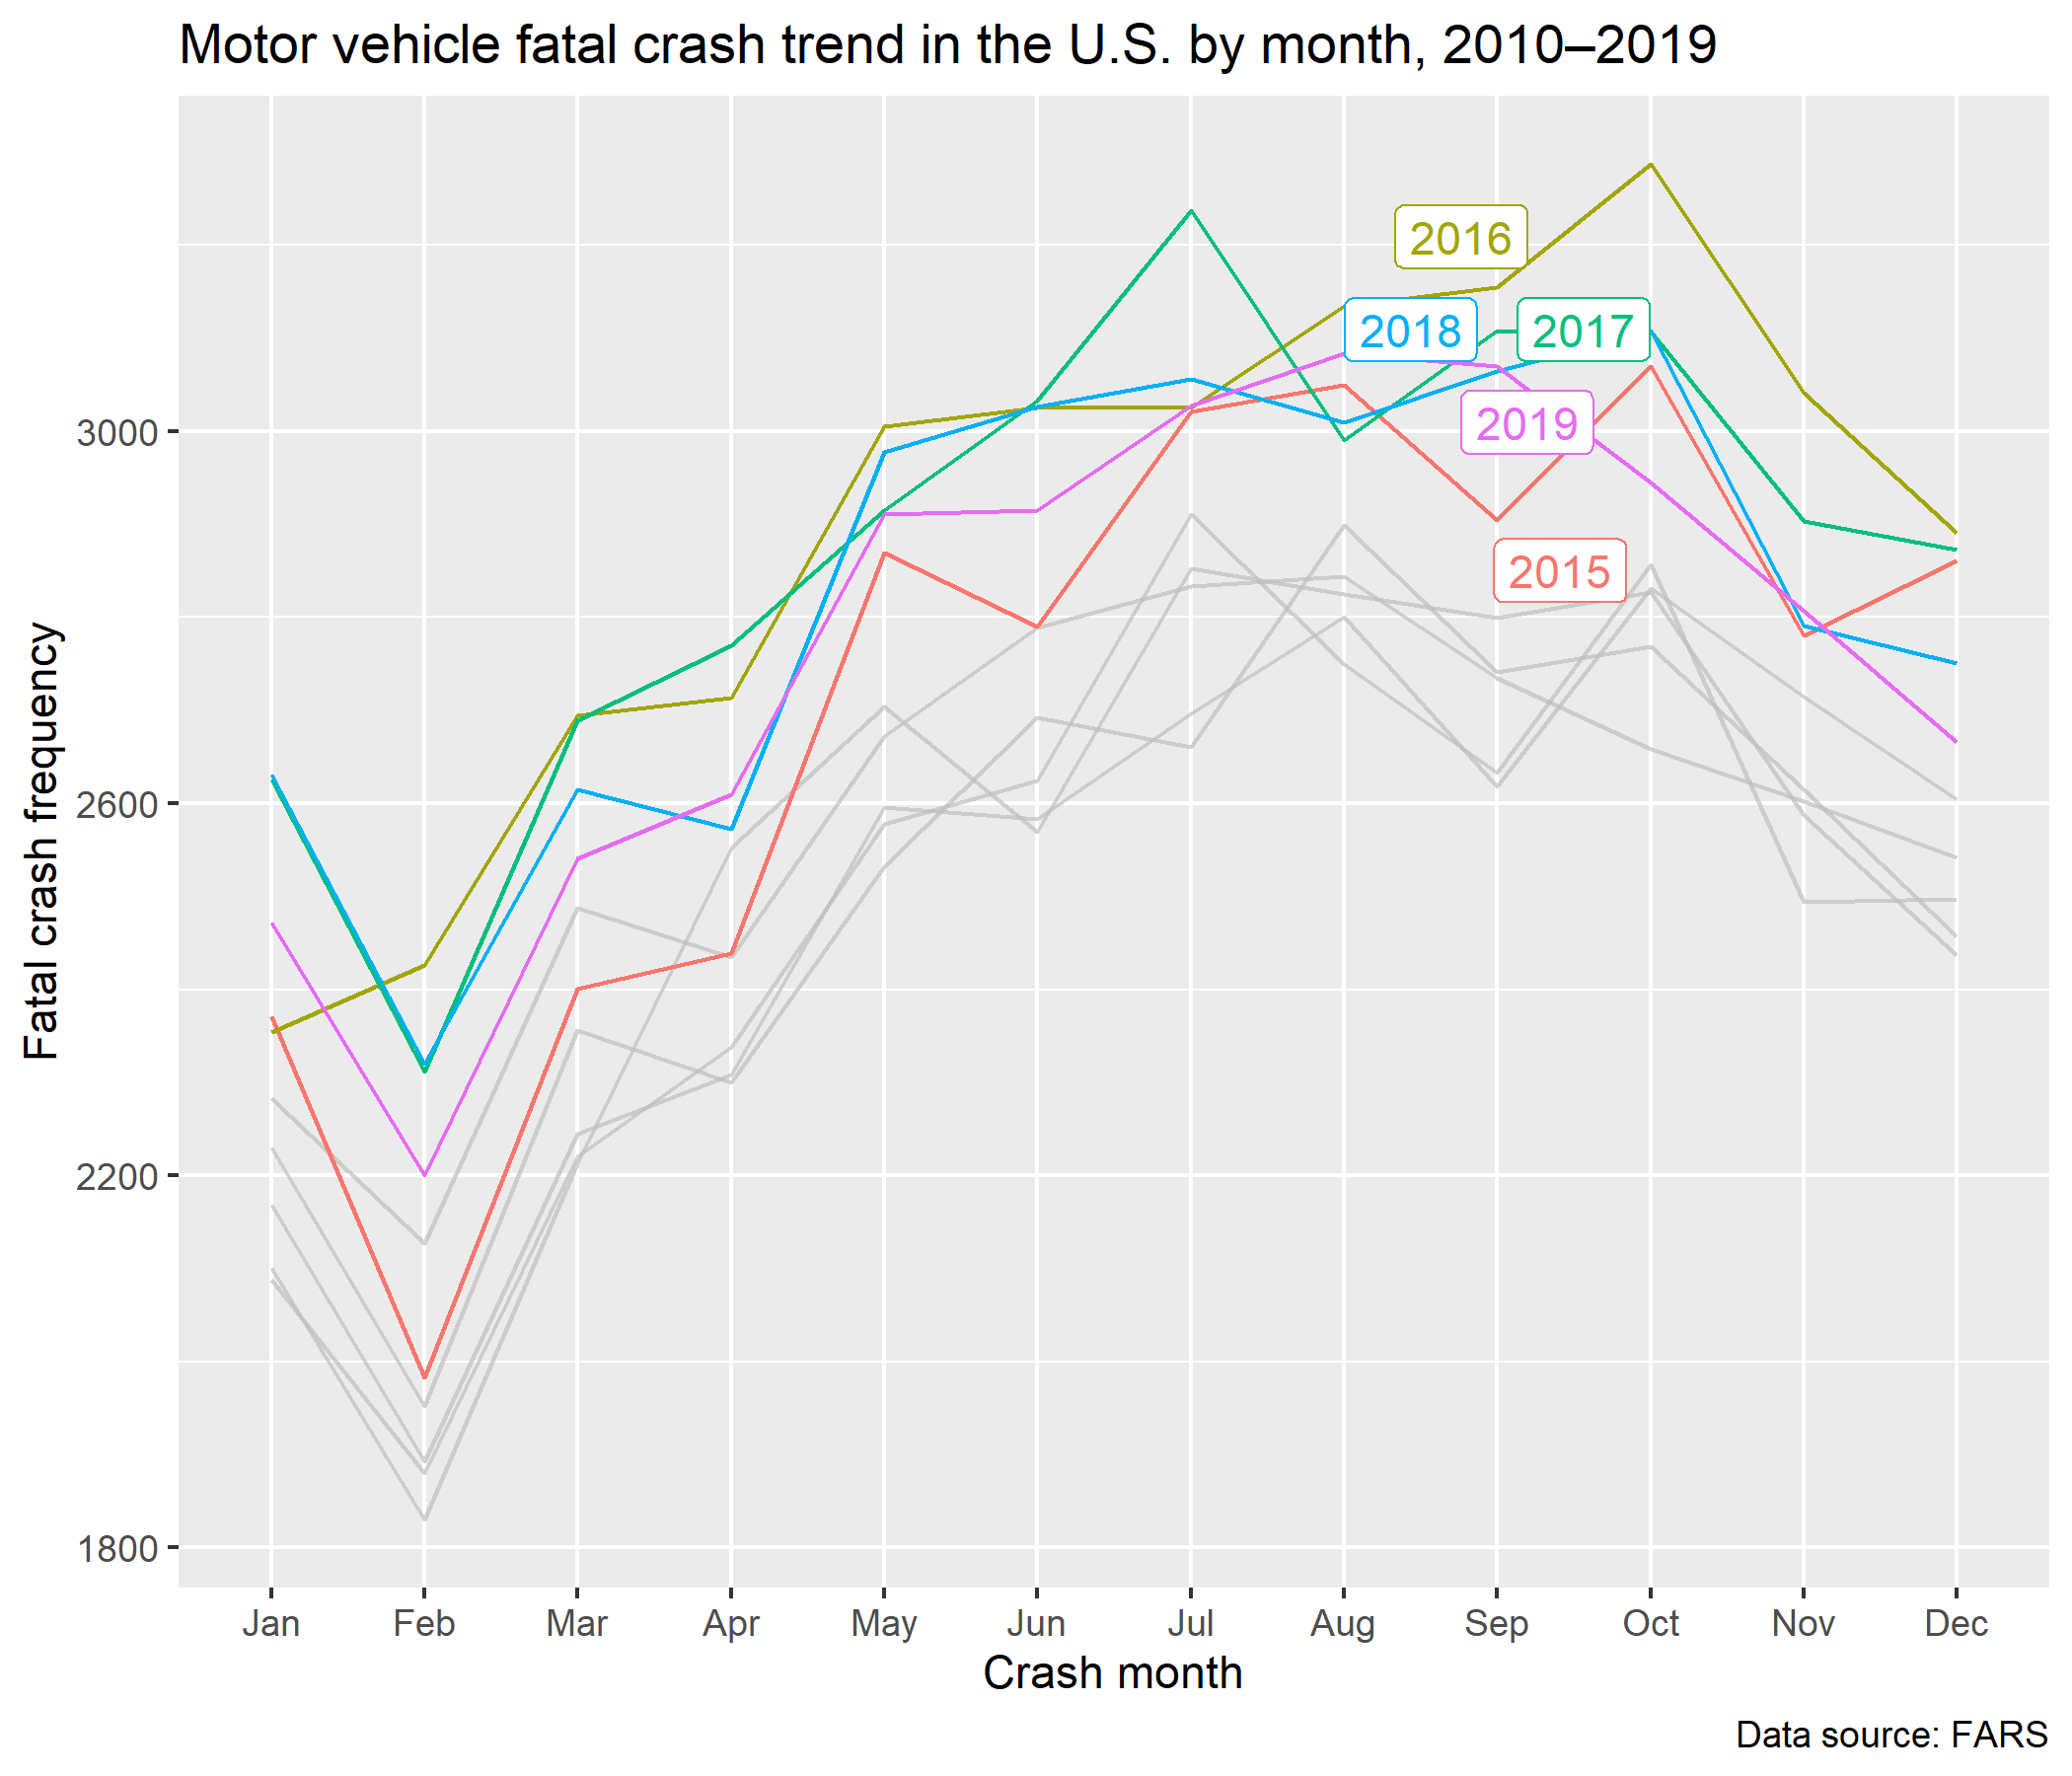 Motor vehicle fatal crash trend in the U.S. by month, 2010–2019
2016
2018
2017
2019
2015
3000
2600
2200
1800
Fatal crash frequency
Jan Feb Mar Apr May Jun Jul Aug Sep Oct Nov Dec
Crash month
Data source: FARS